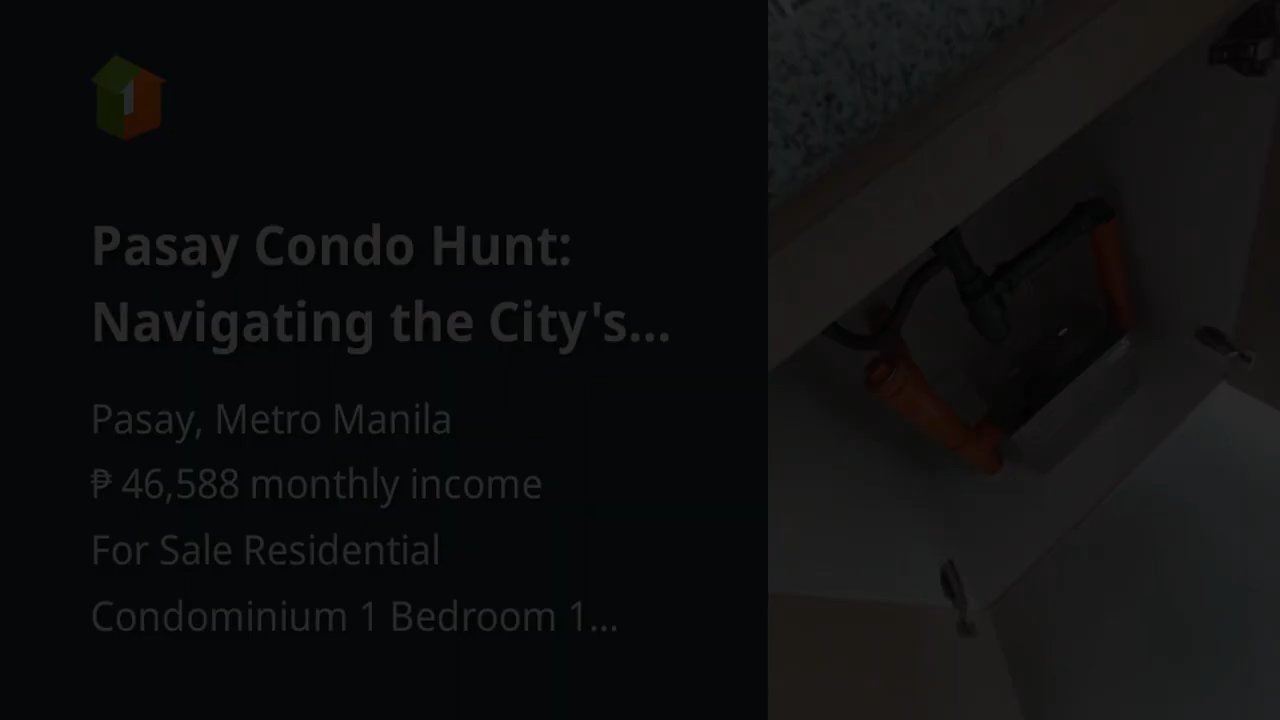 Pasay Condo Hunt:
Navigating the City's...
Pasay, Metro Manila
₱ 46,588 monthly income
For Sale Residential
Condominium 1 Bedroom 1...